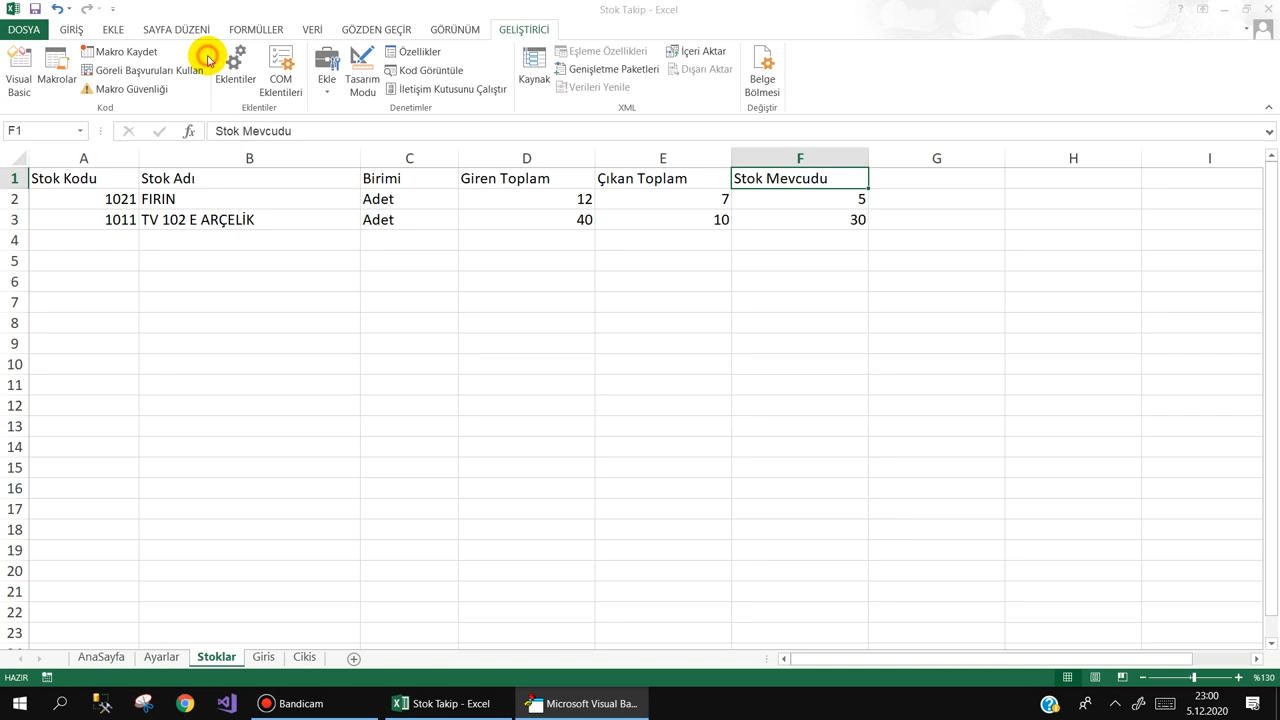 Stok Takip - Excel
DOSYA GİRİŞ EKLE SAYFA DÜZENİ FORMÜLLER VERİ GÖZDEN GEÇİR GÖRÜNÜM GELİŞTİRİCİ
Visual Basic
Makrolar
Makro Kaydet
Göreli Başvuruları Kullan
Makro Güvenliği
Kod
Eklentiler
COM Eklentileri
Eklentiler
Ekle
Tasarım Modu
Özellikler
Kod Görüntüle
İletişim Kutusunu Çalıştır
Denetimler
Kaynak
Eşleme Özellikleri
Genişletme Paketleri
Verileri Yenile
İçeri Aktar
Dışarı Aktar
XML
Belge Bölmesi
Değiştir
F1 fx Stok Mevcudu
A B C D E F G H I
1 Stok Kodu Stok Adı Birimi Giren Toplam Çıkan Toplam Stok Mevcudu
2 1021 FIRIN Adet 12 7 5
3 1011 TV 102 E ARÇELİK Adet 40 10 30
4
5
6
7
8
9
10
11
12
13
14
15
16
17
18
19
20
21
22
23
AnaSayfa Ayarlar Stoklar Giris Cikis
HAZIR %130
Bandicam Stok Takip - Excel Microsoft Visual Ba... 23:00
5.12.2020